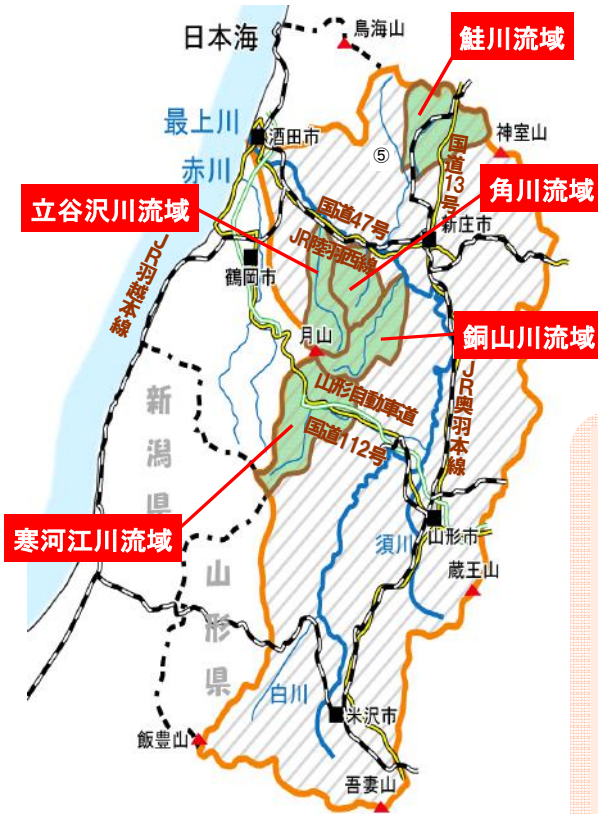 日本海
鳥海山
鮭川流域
最上川
酒田市
神室山
⑤
赤川
国道13号
角川流域
立谷沢川流域
国道47号
新庄市
JR陸羽西線
JR羽越本線
鶴岡市
銅山川流域
月山
山形自動車道
JR奥羽本線
新潟県
国道112号
寒河江川流域
須川
山形市
蔵王山
山形県
白川
米沢市
飯豊山
吾妻山